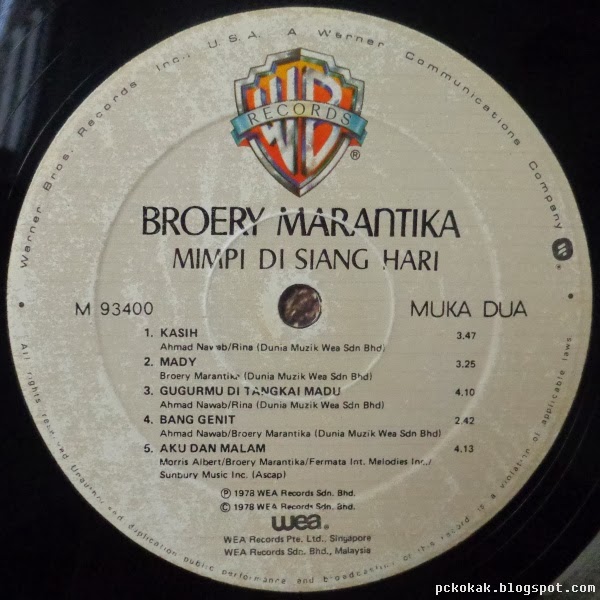 Warner Bros. Records Inc., U.S.A. A Warner Communications Company
WB
RECORDS
®
BROERY MARANTIKA
MIMPI DI SIANG HARI
M 93400
MUKA DUA
1. KASIH 3.47
Ahmad Nawab/Rina (Dunia Muzik Wea Sdn Bhd)
2. MADY 3.25
Broery Marantika (Dunia Muzik Wea Sdn Bhd)
3. GUGURMU DI TANGKAI MADU 4.10
Ahmad Nawab/Rina (Dunia Muzik Wea Sdn Bhd)
4. BANG GENIT 2.42
Ahmad Nawab/Broery Marantika (Dunia Muzik Wea Sdn Bhd)
5. AKU DAN MALAM 4.13
Morris Albert/Broery Marantika/Fermata Int. Melodies Inc./
Sunbury Music Inc. (Ascap)
℗ 1978 WEA Records Sdn. Bhd.
© 1978 WEA Records Sdn. Bhd.
wea®
WEA Records Pte. Ltd., Singapore
WEA Records Sdn. Bhd., Malaysia
All rights reserved duplication public performance and broadcasting of this record is a violation of applicable laws
pckokak.blogspot.com